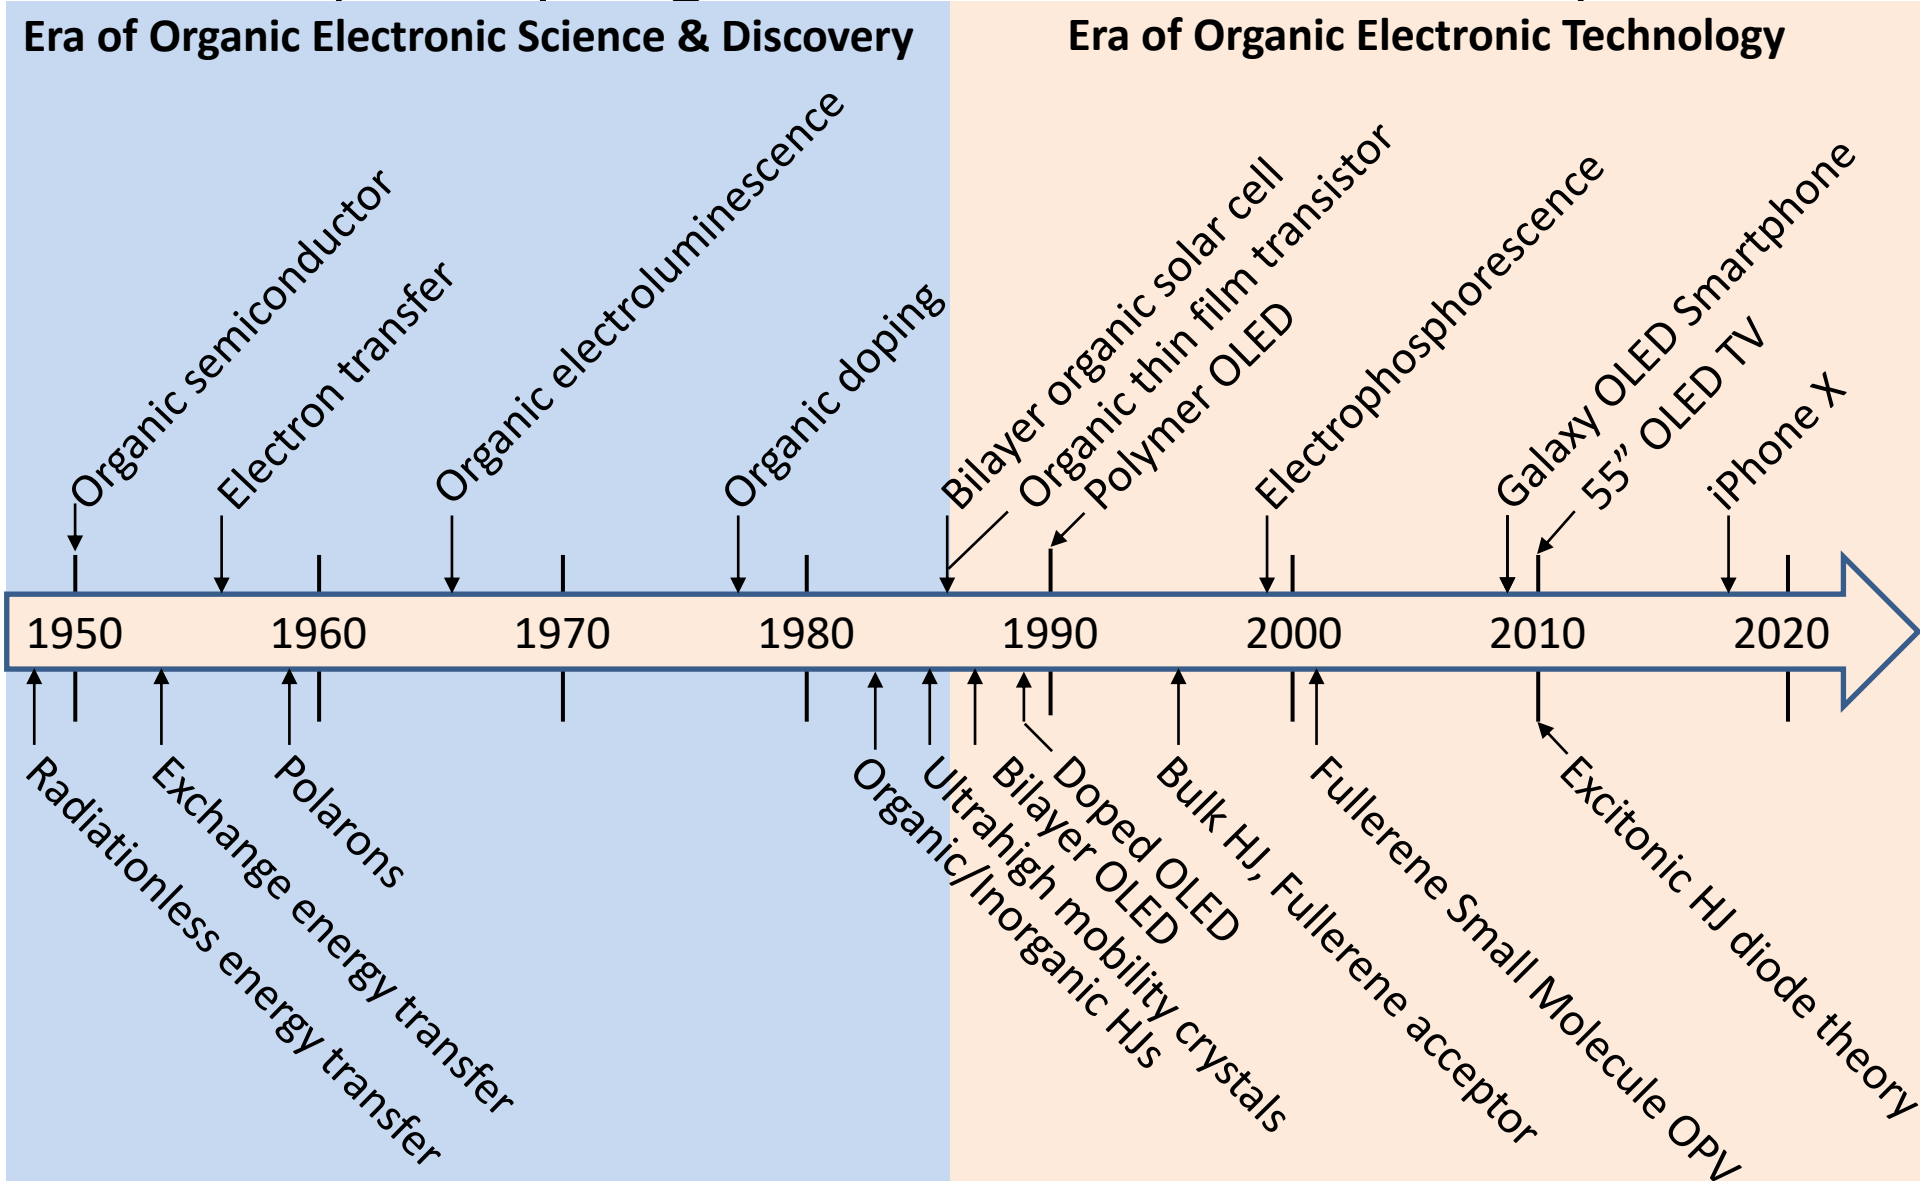 Era of Organic Electronic Science & Discovery
Era of Organic Electronic Technology
Organic semiconductor
Electron transfer
Organic electroluminescence
Organic doping
Bilayer organic solar cell
Organic thin film transistor
Polymer OLED
Electrophosphorescence
Galaxy OLED Smartphone
55” OLED TV
iPhone X
1950 1960 1970 1980 1990 2000 2010 2020
Radiationless energy transfer
Exchange energy transfer
Polarons
Organic/Inorganic HJs
Ultrahigh mobility crystals
Bilayer OLED
Doped OLED
Bulk HJ, Fullerene acceptor
Fullerene Small Molecule OPV
Excitonic HJ diode theory